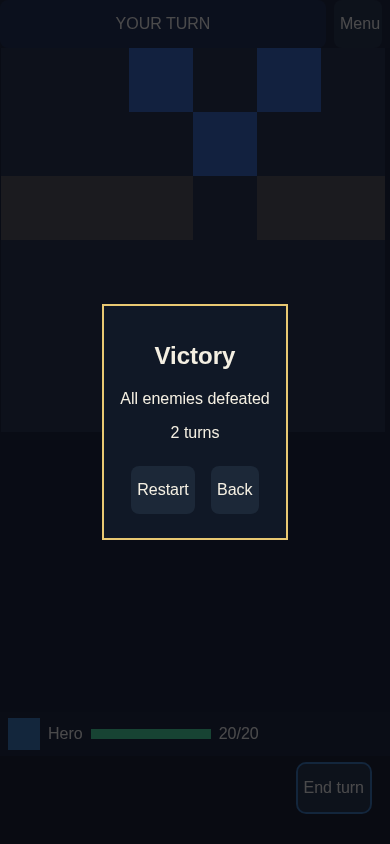 YOUR TURN
Menu
Victory
All enemies defeated
2 turns
Restart
Back
Hero
20/20
End turn